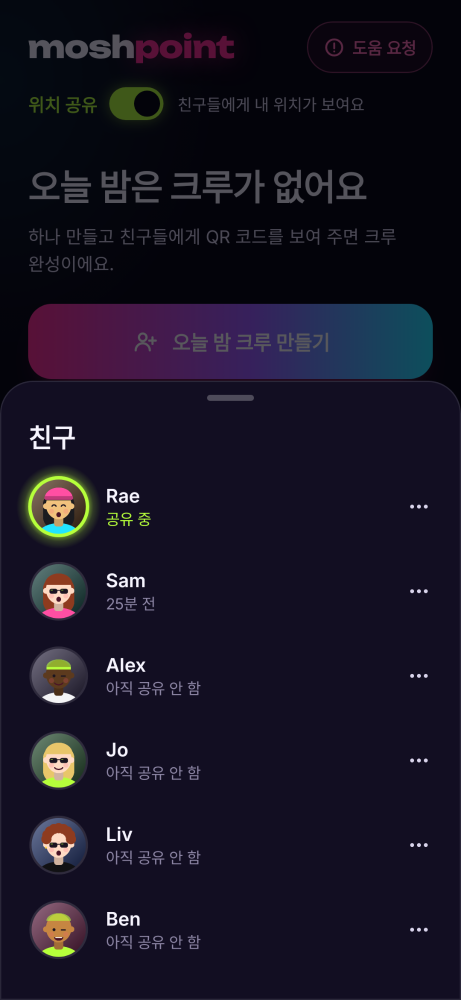 moshpoint
도움 요청
위치 공유
친구들에게 내 위치가 보여요
오늘 밤은 크루가 없어요
하나 만들고 친구들에게 QR 코드를 보여 주면 크루
완성이에요.
오늘 밤 크루 만들기
친구
Rae
공유 중
Sam
25분 전
Alex
아직 공유 안 함
Jo
아직 공유 안 함
Liv
아직 공유 안 함
Ben
아직 공유 안 함